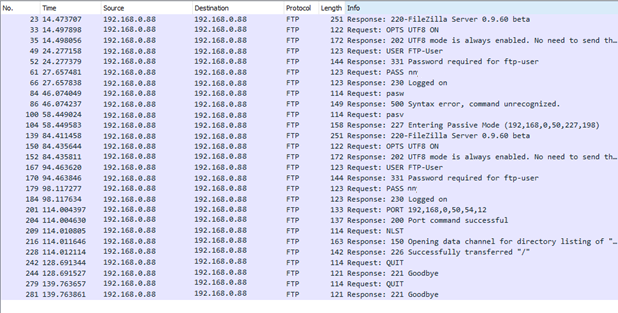 No. Time Source Destination Protocol Length Info
23 14.473707 192.168.0.88 192.168.0.88 FTP 251 Response: 220-FileZilla Server 0.9.60 beta
33 14.497898 192.168.0.88 192.168.0.88 FTP 122 Request: OPTS UTF8 ON
35 14.498056 192.168.0.88 192.168.0.88 FTP 172 Response: 202 UTF8 mode is always enabled. No need to send th…
49 24.277158 192.168.0.88 192.168.0.88 FTP 123 Request: USER FTP-User
52 24.277379 192.168.0.88 192.168.0.88 FTP 144 Response: 331 Password required for ftp-user
61 27.657481 192.168.0.88 192.168.0.88 FTP 123 Request: PASS nn
66 27.657838 192.168.0.88 192.168.0.88 FTP 123 Response: 230 Logged on
84 46.074049 192.168.0.88 192.168.0.88 FTP 114 Request: pasw
86 46.074237 192.168.0.88 192.168.0.88 FTP 149 Response: 500 Syntax error, command unrecognized.
100 58.449024 192.168.0.88 192.168.0.88 FTP 114 Request: pasv
104 58.449583 192.168.0.88 192.168.0.88 FTP 158 Response: 227 Entering Passive Mode (192,168,0,50,227,198)
139 84.411458 192.168.0.88 192.168.0.88 FTP 251 Response: 220-FileZilla Server 0.9.60 beta
150 84.435644 192.168.0.88 192.168.0.88 FTP 122 Request: OPTS UTF8 ON
152 84.435811 192.168.0.88 192.168.0.88 FTP 172 Response: 202 UTF8 mode is always enabled. No need to send th…
167 94.463620 192.168.0.88 192.168.0.88 FTP 123 Request: USER FTP-User
170 94.463846 192.168.0.88 192.168.0.88 FTP 144 Response: 331 Password required for ftp-user
179 98.117277 192.168.0.88 192.168.0.88 FTP 123 Request: PASS nn
184 98.117634 192.168.0.88 192.168.0.88 FTP 123 Response: 230 Logged on
201 114.004397 192.168.0.88 192.168.0.88 FTP 133 Request: PORT 192,168,0,50,54,12
204 114.004630 192.168.0.88 192.168.0.88 FTP 137 Response: 200 Port command successful
209 114.010805 192.168.0.88 192.168.0.88 FTP 114 Request: NLST
216 114.011646 192.168.0.88 192.168.0.88 FTP 163 Response: 150 Opening data channel for directory listing of "…
228 114.012114 192.168.0.88 192.168.0.88 FTP 142 Response: 226 Successfully transferred "/"
242 128.691344 192.168.0.88 192.168.0.88 FTP 114 Request: QUIT
244 128.691527 192.168.0.88 192.168.0.88 FTP 121 Response: 221 Goodbye
279 139.763657 192.168.0.88 192.168.0.88 FTP 114 Request: QUIT
281 139.763861 192.168.0.88 192.168.0.88 FTP 121 Response: 221 Goodbye